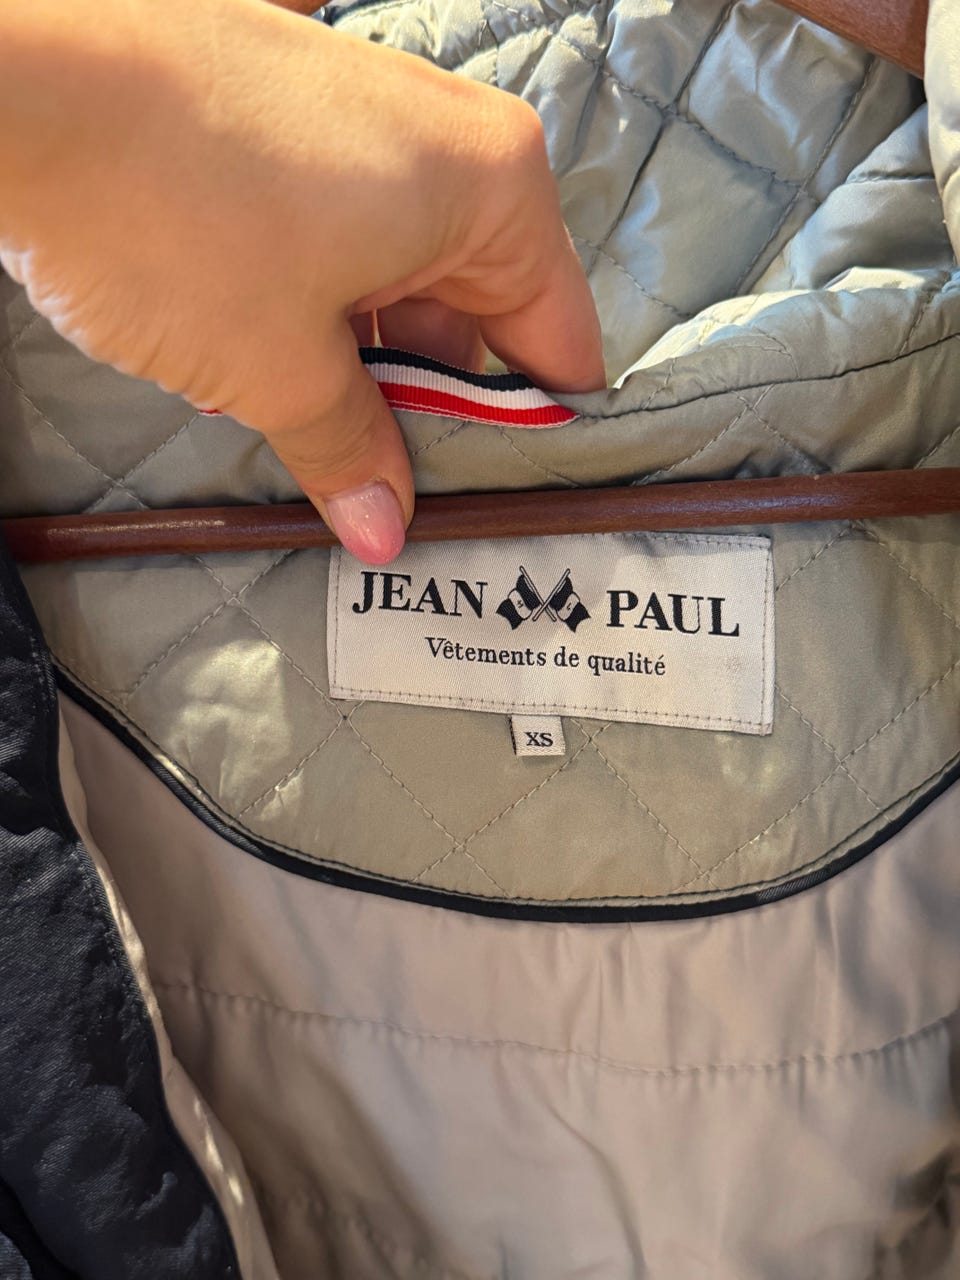 JEAN PAUL
Vêtements de qualité
XS